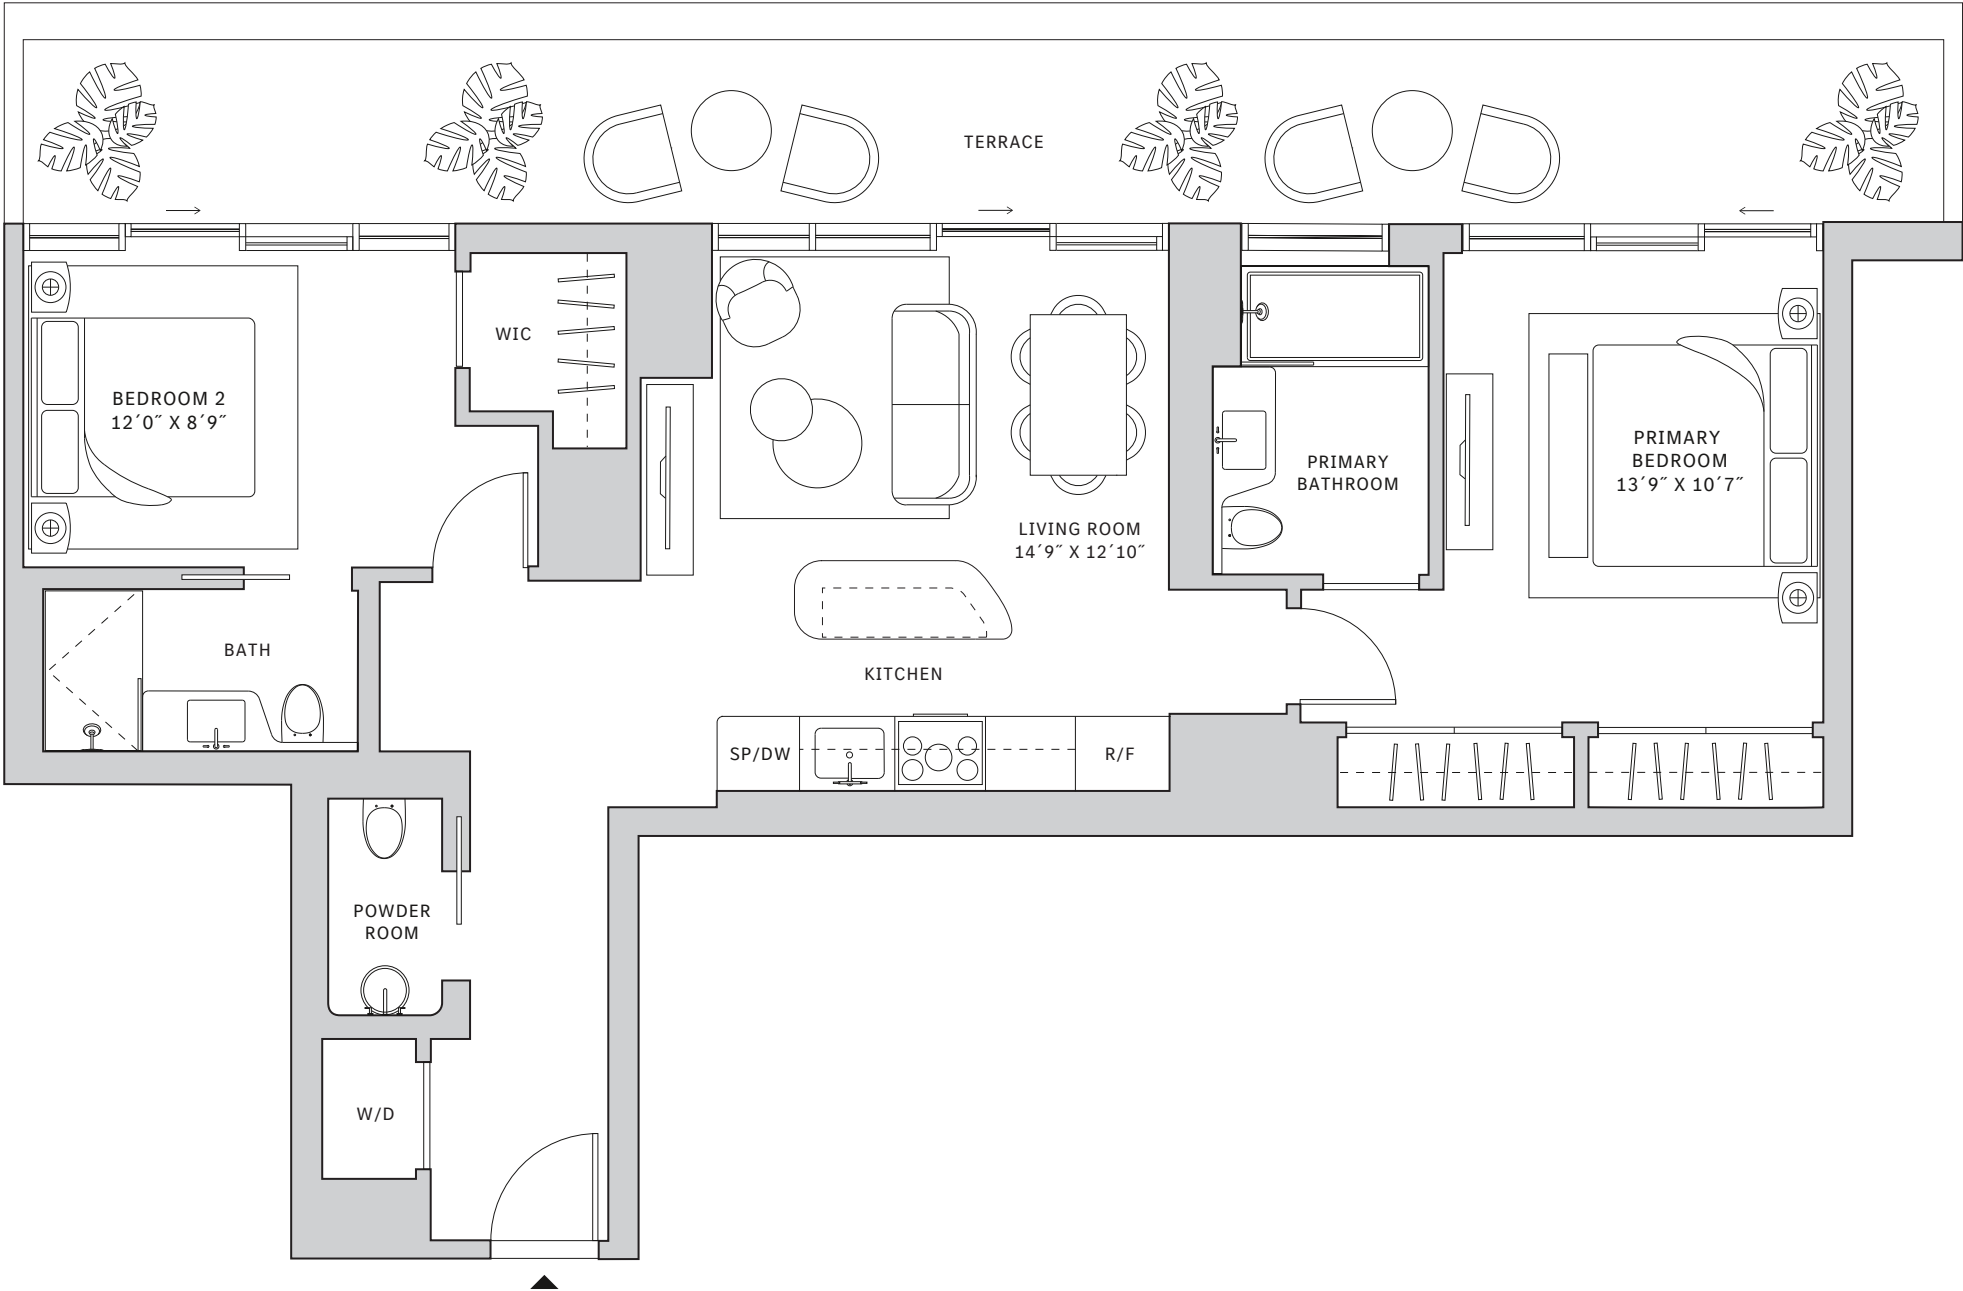 TERRACE
WIC
BEDROOM 2
12´0˝ X 8´9˝
PRIMARY
BEDROOM
13´9˝ X 10´7˝
PRIMARY
BATHROOM
LIVING ROOM
14´9˝ X 12´10˝
BATH
KITCHEN
SP/DW
R/F
POWDER
ROOM
W/D